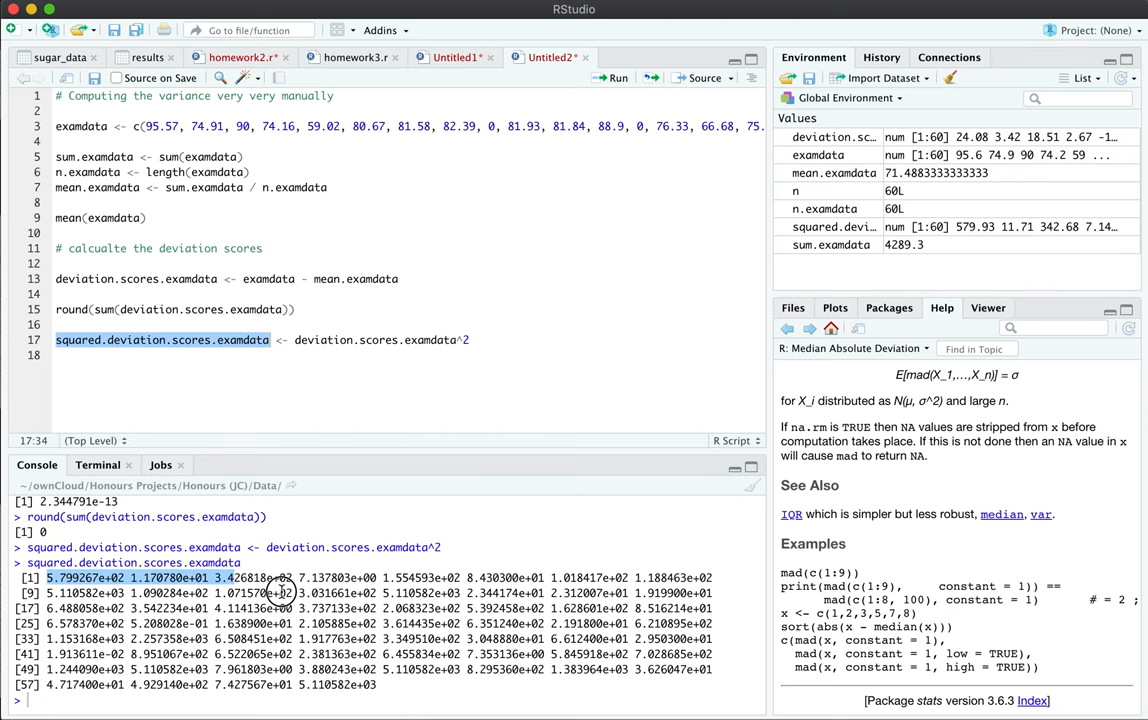 RStudio
Go to file/function
Addins
Project: (None)
sugar_data
results
homework2.r*
homework3.r
Untitled1*
Untitled2*
Source on Save
Run
Source
1 # Computing the variance very very manually
2
3 examdata <- c(95.57, 74.91, 90, 74.16, 59.02, 80.67, 81.58, 82.39, 0, 81.93, 81.84, 88.9, 0, 76.33, 66.68, 75.
4
5 sum.examdata <- sum(examdata)
6 n.examdata <- length(examdata)
7 mean.examdata <- sum.examdata / n.examdata
8
9 mean(examdata)
10
11 # calcualte the deviation scores
12
13 deviation.scores.examdata <- examdata - mean.examdata
14
15 round(sum(deviation.scores.examdata))
16
17 squared.deviation.scores.examdata <- deviation.scores.examdata^2
18
17:34 (Top Level) R Script
Console Terminal Jobs
~/ownCloud/Honours Projects/Honours (JC)/Data/
[1] 2.344791e-13
> round(sum(deviation.scores.examdata))
[1] 0
> squared.deviation.scores.examdata <- deviation.scores.examdata^2
> squared.deviation.scores.examdata
[1] 5.799267e+02 1.170780e+01 3.426818e+02 7.137803e+00 1.554593e+02 8.430300e+01 1.018417e+02 1.188463e+02
[9] 5.110582e+03 1.090284e+02 1.071570e+02 3.031661e+02 5.110582e+03 2.344174e+01 2.312007e+01 1.919900e+01
[17] 6.488058e+01 3.542234e+01 4.114136e+00 3.737133e+02 2.068323e+02 5.392458e+02 1.628601e+02 8.516214e+01
[25] 6.578370e+02 5.208028e-01 1.638900e+01 2.105885e+02 3.614435e+02 6.351246e+02 2.191800e+01 6.210895e+02
[33] 1.153168e+03 2.257358e+03 6.508451e+02 1.917763e+02 3.349510e+02 3.048880e+01 6.612400e+01 2.950300e+01
[41] 1.913611e-02 8.951067e+02 6.522065e+02 2.381363e+02 6.455834e+02 7.353116e+00 5.845918e+02 7.028685e+02
[49] 1.244090e+03 5.110582e+03 7.961803e+00 3.880243e+02 5.110582e+03 8.295360e+02 1.383964e+03 3.626047e+01
[57] 4.717400e+01 4.929140e+02 7.427567e+01 5.110582e+03
>
Environment History Connections
Import Dataset
List
Global Environment
Values
deviation.sc… num [1:60] 24.08 3.42 18.51 2.67 -1…
examdata num [1:60] 95.6 74.9 90 74.2 59 ...
mean.examdata 71.4883333333333
n 60L
n.examdata 60L
squared.devi… num [1:60] 579.93 11.71 342.68 7.14…
sum.examdata 4289.3
Files Plots Packages Help Viewer
R: Median Absolute Deviation
Find in Topic
E[mad(X_1,…,X_n)] = σ
for X_i distributed as N(μ, σ^2) and large n.
If na.rm is TRUE then NA values are stripped from x before
computation takes place. If this is not done then an NA value in x
will cause mad to return NA.
See Also
IQR which is simpler but less robust, median, var.
Examples
mad(c(1:9))
print(mad(c(1:9), constant = 1)) ==
mad(c(1:8, 100), constant = 1) # = 2 ;
x <- c(1,2,3,5,7,8)
sort(abs(x - median(x)))
c(mad(x, constant = 1),
mad(x, constant = 1, low = TRUE),
mad(x, constant = 1, high = TRUE))
[Package stats version 3.6.3 Index]